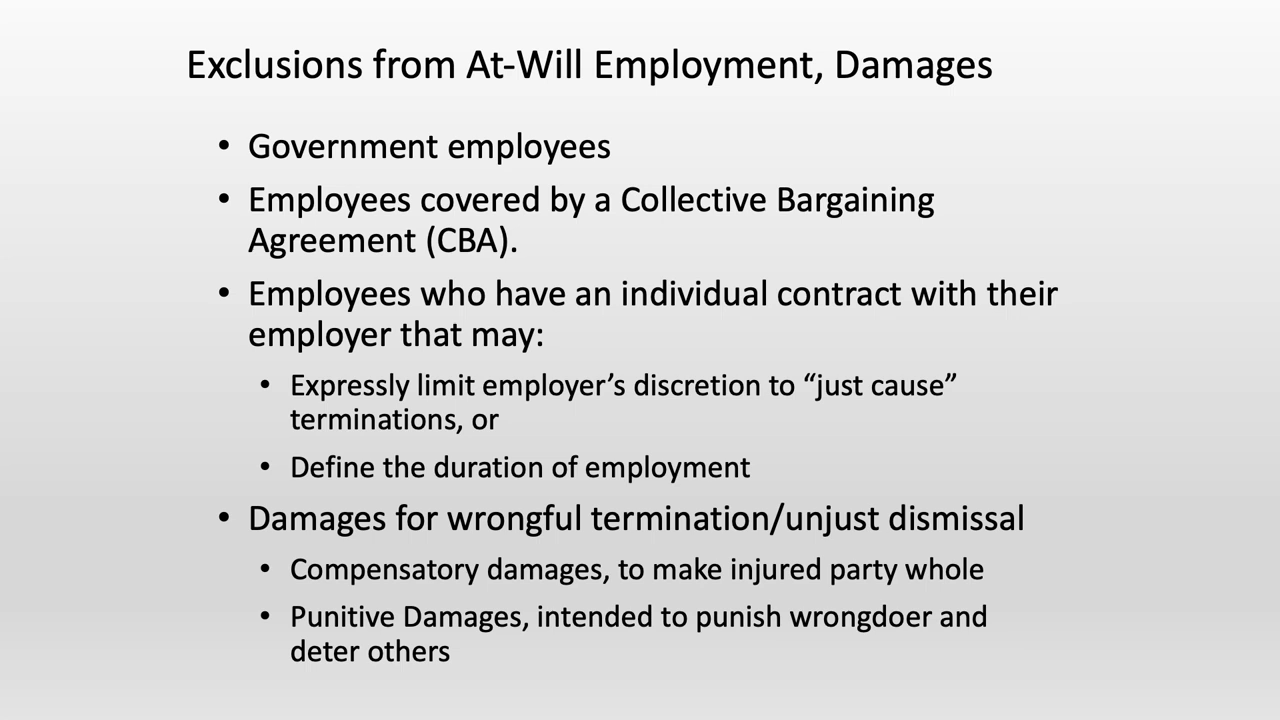 Exclusions from At-Will Employment, Damages
• Government employees
• Employees covered by a Collective Bargaining
Agreement (CBA).
• Employees who have an individual contract with their
employer that may:
• Expressly limit employer’s discretion to “just cause”
terminations, or
• Define the duration of employment
• Damages for wrongful termination/unjust dismissal
• Compensatory damages, to make injured party whole
• Punitive Damages, intended to punish wrongdoer and
deter others